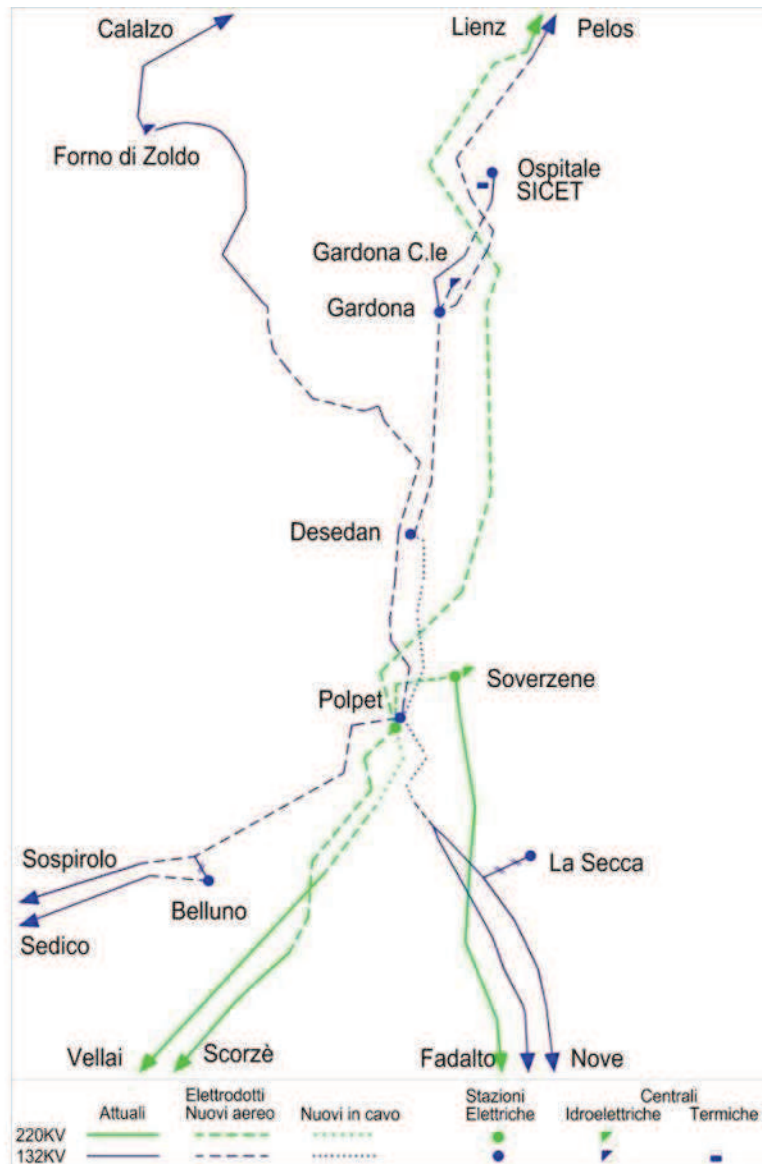 Calalzo
Lienz
Pelos
Forno di Zoldo
Ospitale
SICET
Gardona C.le
Gardona
Desedan
Soverzene
Polpet
Sospirolo
La Secca
Belluno
Sedico
Vellai
Scorzè
Fadalto
Nove
Elettrodotti
Attuali
Nuovi aereo
Nuovi in cavo
Stazioni
Elettriche
Centrali
Idroelettriche
Termiche
220KV
132KV